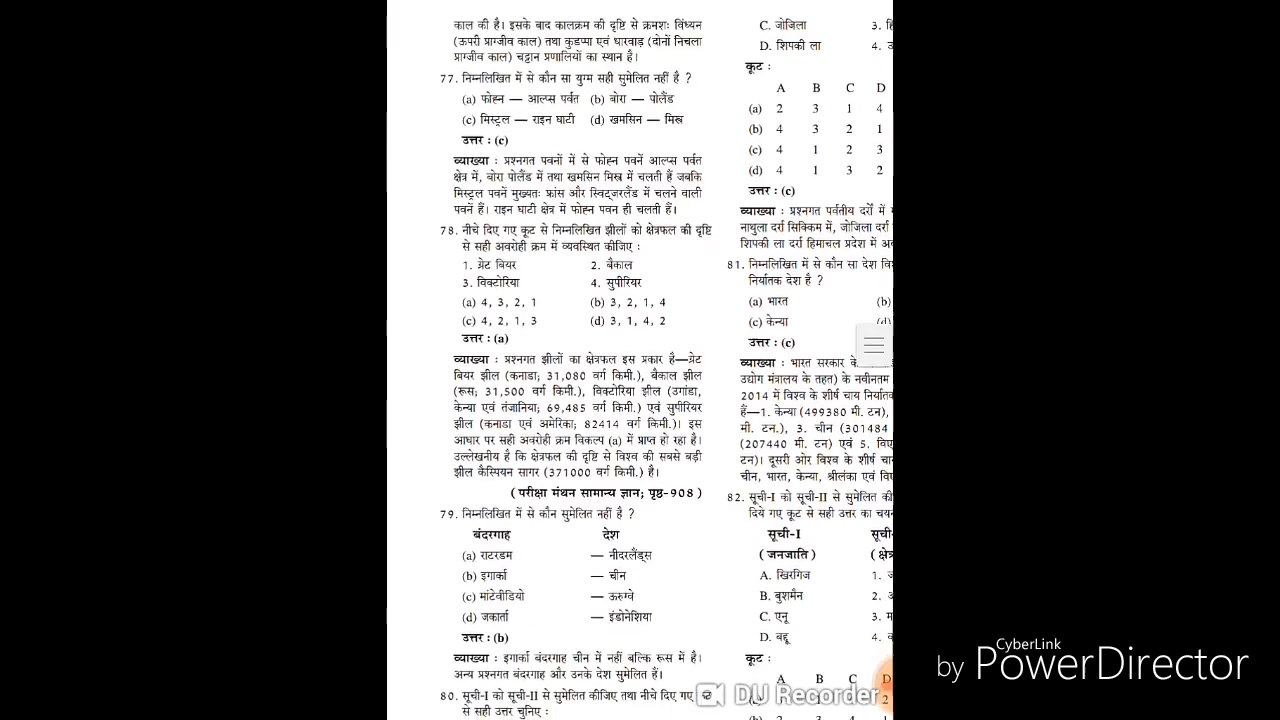 काल की है। इसके बाद कालक्रम की दृष्टि से क्रमशः विंध्यन
(ऊपरी प्राग्जीव काल) तथा कुडप्पा एवं धारवाड़ (दोनों निचला
प्राग्जीव काल) चट्टान प्रणालियों का स्थान है।
77. निम्नलिखित में से कौन सा युग्म सही सुमेलित नहीं है ?
(a) फोह्न — आल्प्स पर्वत (b) बोरा — पोलैंड
(c) मिस्ट्रल — राइन घाटी (d) खमसिन — मिस्र
उत्तर : (c)
व्याख्या : प्रश्नगत पवनों में से फोह्न पवनें आल्प्स पर्वत
क्षेत्र में, बोरा पोलैंड में तथा खमसिन मिस्र में चलती हैं जबकि
मिस्ट्रल पवनें मुख्यतः फ्रांस और स्विट्जरलैंड में चलने वाली
पवनें हैं। राइन घाटी क्षेत्र में फोह्न पवन ही चलती हैं।
78. नीचे दिए गए कूट से निम्नलिखित झीलों को क्षेत्रफल की दृष्टि
से सही अवरोही क्रम में व्यवस्थित कीजिए :
1. ग्रेट बियर 2. बैकाल
3. विक्टोरिया 4. सुपीरियर
(a) 4, 3, 2, 1 (b) 3, 2, 1, 4
(c) 4, 2, 1, 3 (d) 3, 1, 4, 2
उत्तर : (a)
व्याख्या : प्रश्नगत झीलों का क्षेत्रफल इस प्रकार है—ग्रेट
बियर झील (कनाडा; 31,080 वर्ग किमी.), बैकाल झील
(रूस; 31,500 वर्ग किमी.), विक्टोरिया झील (उगांडा,
केन्या एवं तंजानिया; 69,485 वर्ग किमी.) एवं सुपीरियर
झील (कनाडा एवं अमेरिका; 82414 वर्ग किमी.)। इस
आधार पर सही अवरोही क्रम विकल्प (a) में प्राप्त हो रहा है।
उल्लेखनीय है कि क्षेत्रफल की दृष्टि से विश्व की सबसे बड़ी
झील कैस्पियन सागर (371000 वर्ग किमी.) है।
(परीक्षा मंथन सामान्य ज्ञान; पृष्ठ-908)
79. निम्नलिखित में से कौन सुमेलित नहीं है ?
बंदरगाह देश
(a) राटरडम — नीदरलैंड्स
(b) इगार्का — चीन
(c) मांटेवीडियो — ऊरुग्वे
(d) जकार्ता — इंडोनेशिया
उत्तर : (b)
व्याख्या : इगार्का बंदरगाह चीन में नहीं बल्कि रूस में है।
अन्य प्रश्नगत बंदरगाह और उनके देश सुमेलित हैं।
80. सूची-I को सूची-II से सुमेलित कीजिए तथा नीचे दिए गए
से सही उत्तर चुनिए :
C. जोजिला 3. हि
D. शिपकी ला 4. उ
कूट :
A B C D
(a) 2 3 1 4
(b) 4 3 2 1
(c) 4 1 2 3
(d) 4 1 3 2
उत्तर : (c)
व्याख्या : प्रश्नगत पर्वतीय दर्रों में
नाथुला दर्रा सिक्किम में, जोजिला दर्रा
शिपकी ला दर्रा हिमाचल प्रदेश में
81. निम्नलिखित में से कौन सा देश
निर्यातक देश है ?
(a) भारत (b)
(c) केन्या (d)
उत्तर : (c)
व्याख्या : भारत सरकार के
उद्योग मंत्रालय के तहत) के नवीनतम
2014 में विश्व के शीर्ष चाय
हैं—1. केन्या (499380 मी. टन),
मी. टन.), 3. चीन (301484
(207440 मी. टन) एवं 5.
टन)। दूसरी ओर विश्व के शीर्ष
चीन, भारत, केन्या, श्रीलंका एवं
82. सूची-I को सूची-II से सुमेलित
दिये गए कूट से सही उत्तर का
सूची-I
(जनजाति)
A. खिरगिज 1.
B. बुशमैन 2.
C. एनू 3.
D. बद्दू 4.
कूट :
A B C D
DU Recorder
CyberLink
by PowerDirector